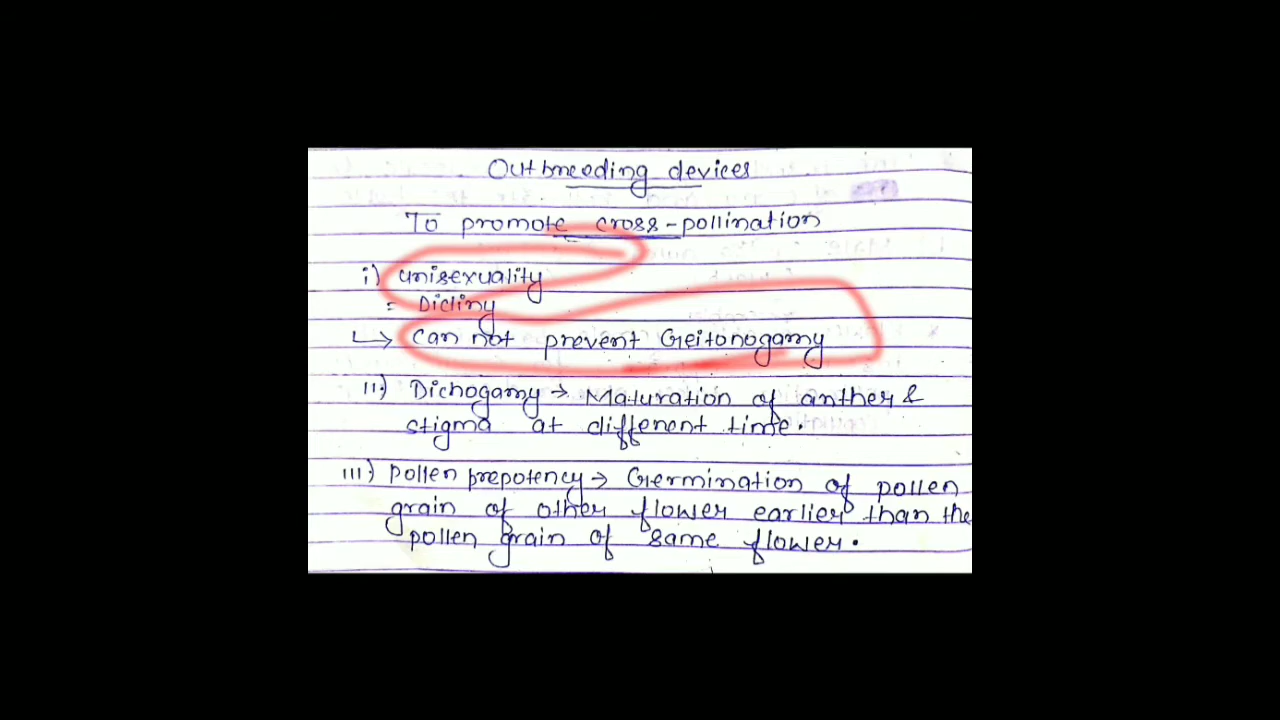 Outbreeding devices
To promote cross-pollination
i) Unisexuality
= Dicliny
↳ Can not prevent Geitonogamy
ii) Dichogamy → Maturation of anther &
stigma at different time.
iii) Pollen prepotency → Germination of pollen
grain of other flower earlier than the
pollen grain of same flower.